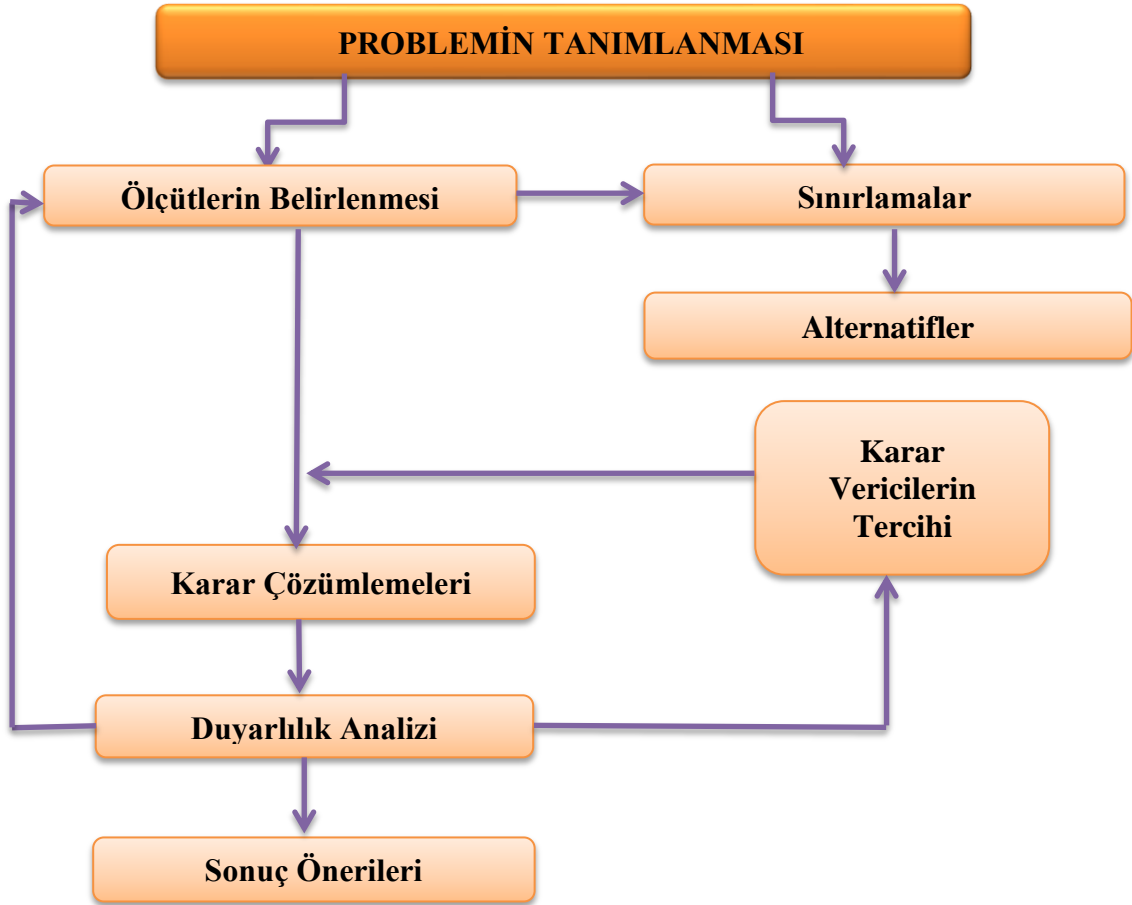 PROBLEMİN TANIMLANMASI
Ölçütlerin Belirlenmesi
Sınırlamalar
Alternatifler
Karar
Vericilerin
Tercihi
Karar Çözümlemeleri
Duyarlılık Analizi
Sonuç Önerileri